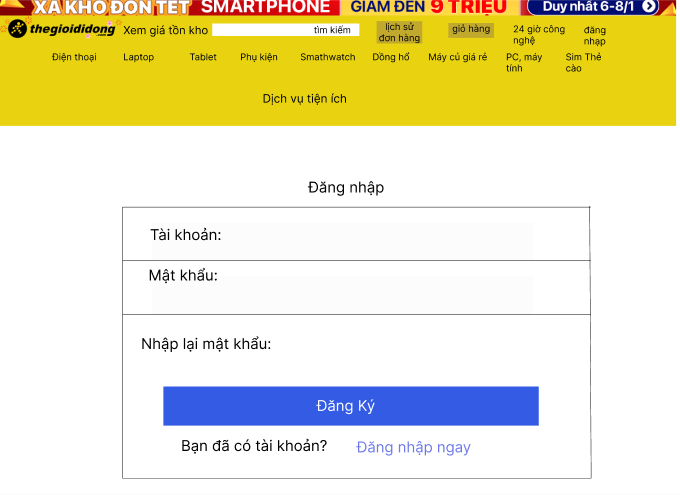 XẢ KHO ĐÓN TẾT SMARTPHONE GIẢM ĐẾN 9 TRIỆU Duy nhất 6-8/1
thegioididong Xem giá tồn kho tìm kiếm lịch sử đơn hàng giỏ hàng 24 giờ công nghệ đăng nhạp
Điện thoại Laptop Tablet Phụ kiện Smathwatch Dồng hồ Máy củ giá rẻ PC, máy tính Sim Thẻ cào
Dịch vụ tiện ích
Đăng nhập
Tài khoản:
Mật khẩu:
Nhập lại mật khẩu:
Đăng Ký
Bạn đã có tài khoản? Đăng nhập ngay